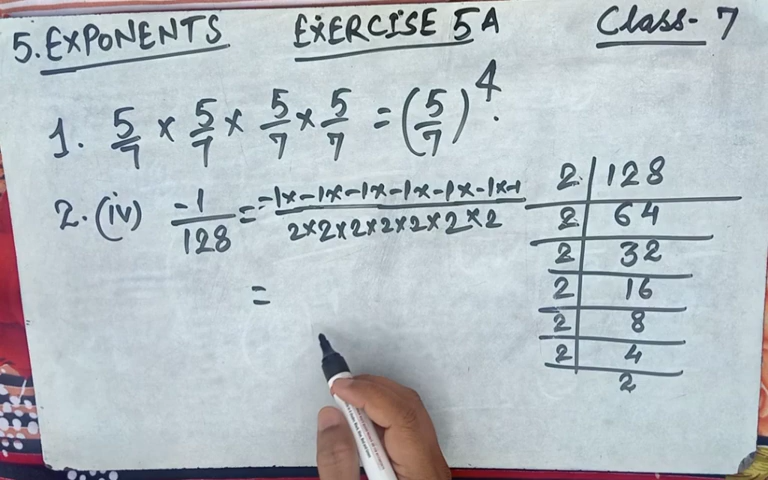 5. EXPONENTS EXERCISE 5A Class- 7
1. 5/7 × 5/7 × 5/7 × 5/7 = (5/7)^4.
2. (iv) -1/128 = -1×-1×-1×-1×-1×-1×-1/2×2×2×2×2×2×2
=
2 | 128
2 | 64
2 | 32
2 | 16
2 | 8
2 | 4
2